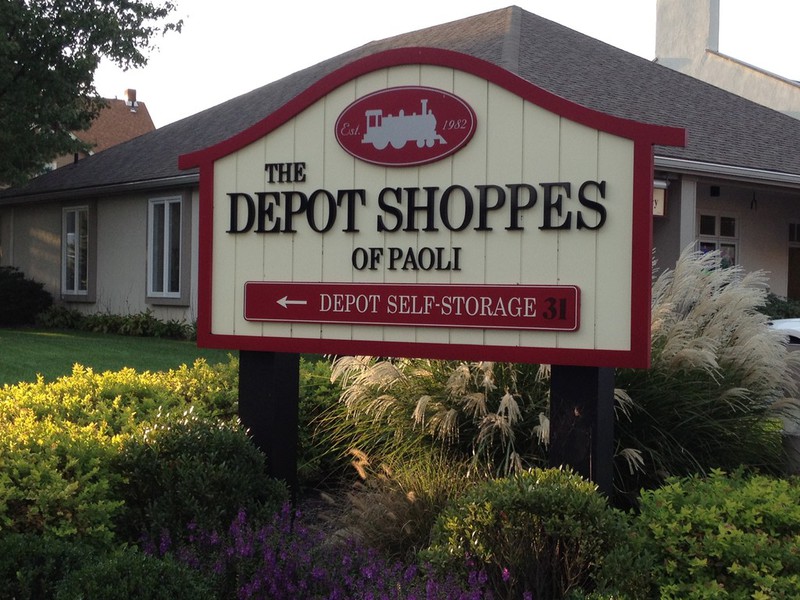 Est. 1982
THE
DEPOT SHOPPES
OF PAOLI
← DEPOT SELF-STORAGE 31